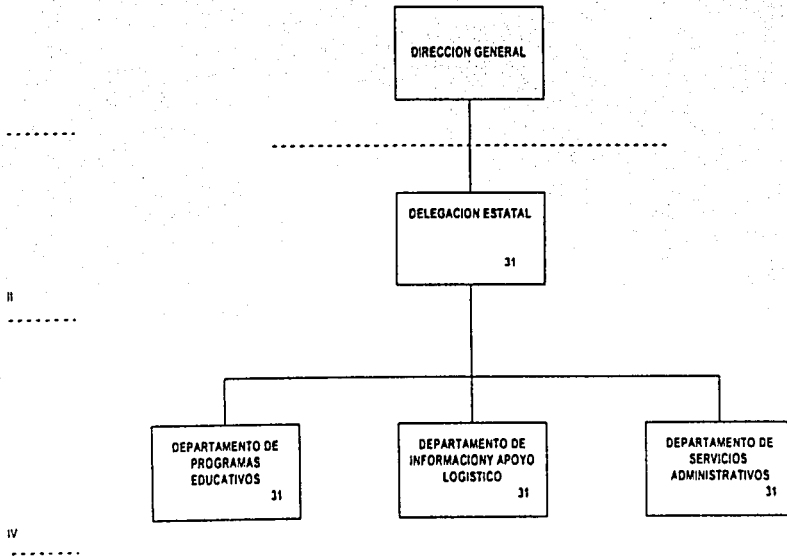 DIRECCION GENERAL
DELEGACION ESTATAL
31
II
DEPARTAMENTO DE
PROGRAMAS
EDUCATIVOS
31
DEPARTAMENTO DE
INFORMACIONY APOYO
LOGISTICO
31
DEPARTAMENTO DE
SERVICIOS
ADMINISTRATIVOS
31
IV